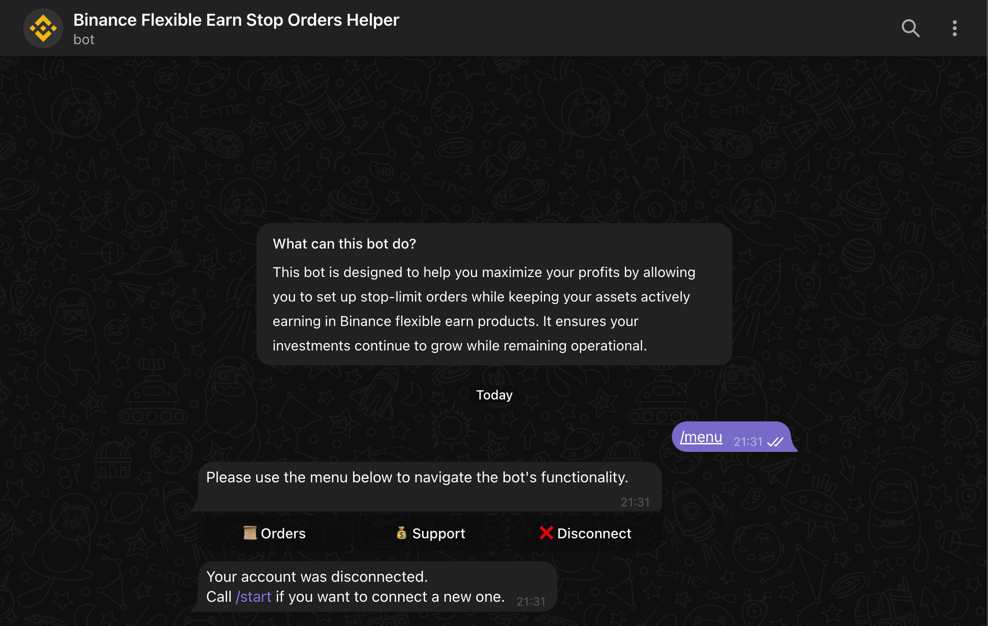 Binance Flexible Earn Stop Orders Helper
bot
What can this bot do?
This bot is designed to help you maximize your profits by allowing
you to set up stop-limit orders while keeping your assets actively
earning in Binance flexible earn products. It ensures your
investments continue to grow while remaining operational.
Today
/menu 21:31
Please use the menu below to navigate the bot's functionality.
21:31
Orders Support Disconnect
Your account was disconnected.
Call /start if you want to connect a new one. 21:31